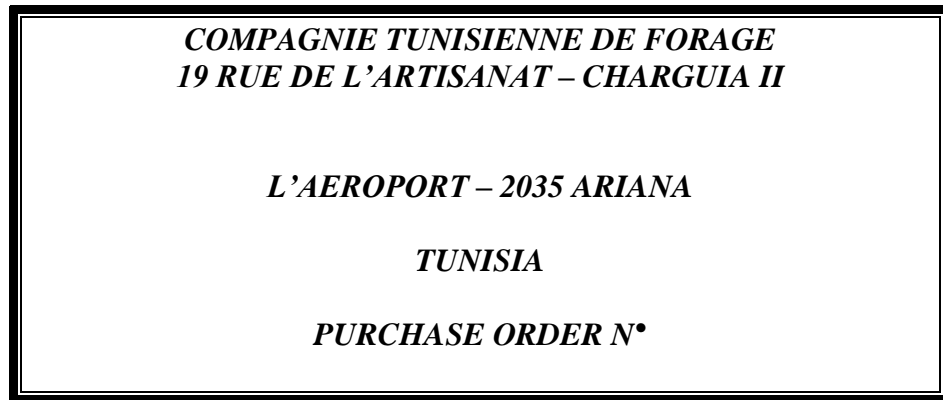 COMPAGNIE TUNISIENNE DE FORAGE
19 RUE DE L’ARTISANAT – CHARGUIA II
L’AEROPORT – 2035 ARIANA
TUNISIA
PURCHASE ORDER N•